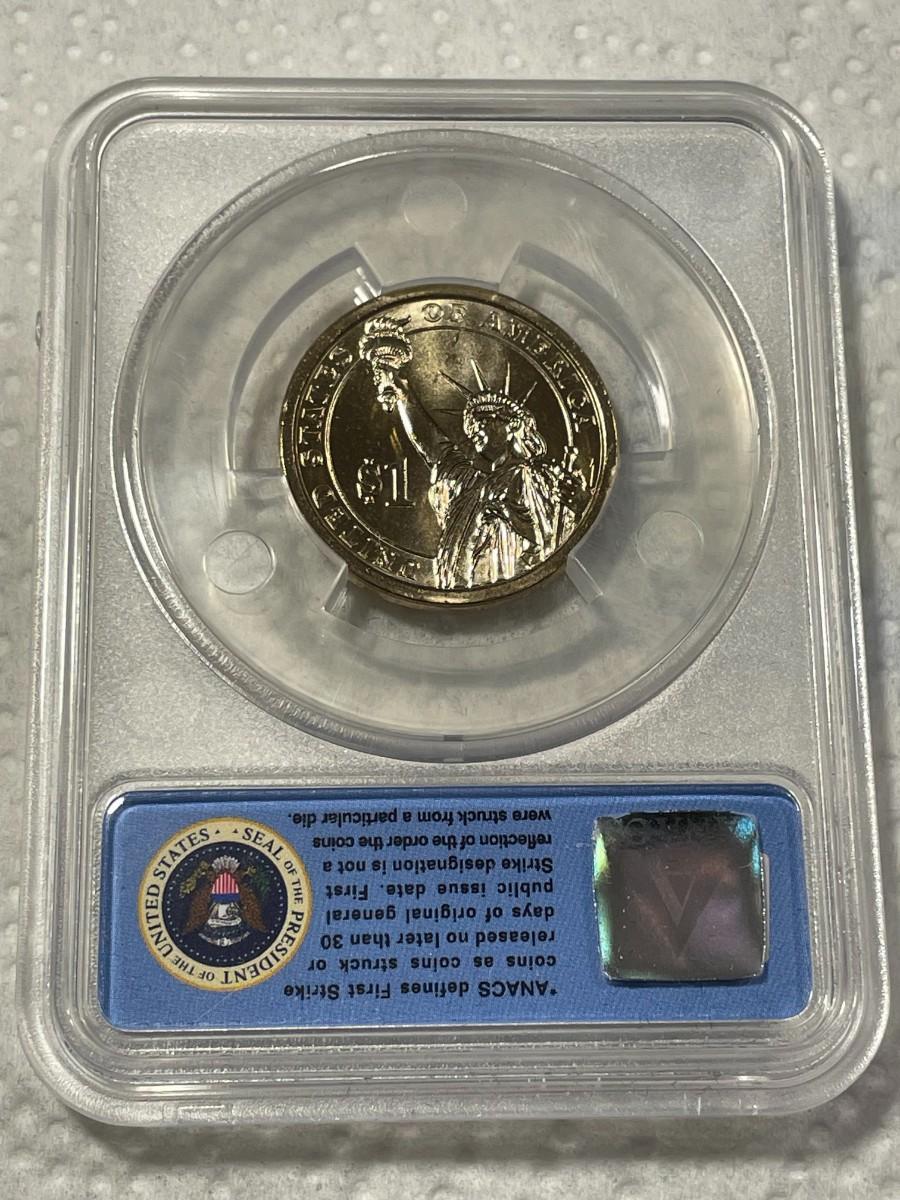 UNITED STATES OF AMERICA
$1
*ANACS defines First Strike
coins as coins struck or
released no later than 30
days of original general
public issue date. First
Strike designation is not a
reflection of the order the coins
were struck from a particular die.
SEAL OF THE PRESIDENT OF THE UNITED STATES